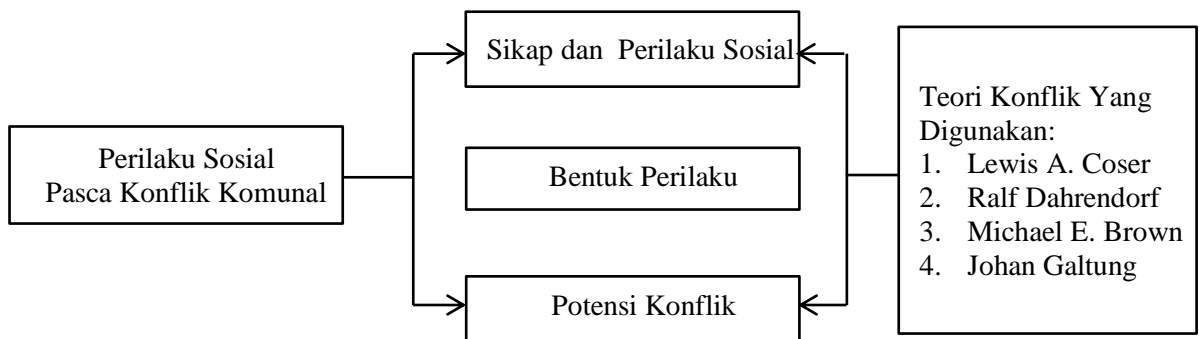 Perilaku Sosial
Pasca Konflik Komunal
Sikap dan Perilaku Sosial
Bentuk Perilaku
Potensi Konflik
Teori Konflik Yang
Digunakan:
1. Lewis A. Coser
2. Ralf Dahrendorf
3. Michael E. Brown
4. Johan Galtung